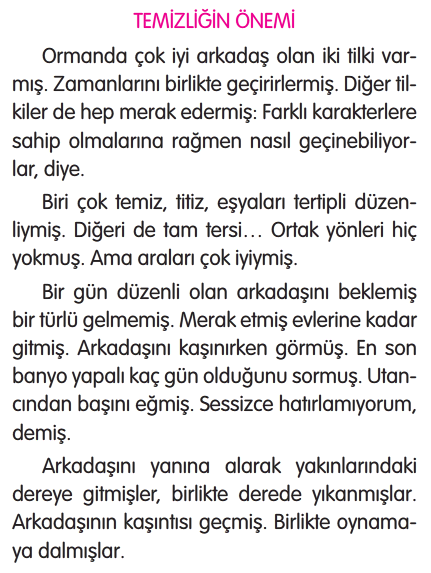 TEMİZLİĞİN ÖNEMİ
Ormanda çok iyi arkadaş olan iki tilki var-
mış. Zamanlarını birlikte geçirirlermiş. Diğer til-
kiler de hep merak edermiş: Farklı karakterlere
sahip olmalarına rağmen nasıl geçinebiliyor-
lar, diye.
Biri çok temiz, titiz, eşyaları tertipli düzen-
liymiş. Diğeri de tam tersi… Ortak yönleri hiç
yokmuş. Ama araları çok iyiymiş.
Bir gün düzenli olan arkadaşını beklemiş
bir türlü gelmemiş. Merak etmiş evlerine kadar
gitmiş. Arkadaşını kaşınırken görmüş. En son
banyo yapalı kaç gün olduğunu sormuş. Utan-
cından başını eğmiş. Sessizce hatırlamıyorum,
demiş.
Arkadaşını yanına alarak yakınlarındaki
dereye gitmişler, birlikte derede yıkanmışlar.
Arkadaşının kaşıntısı geçmiş. Birlikte oynama-
ya dalmışlar.